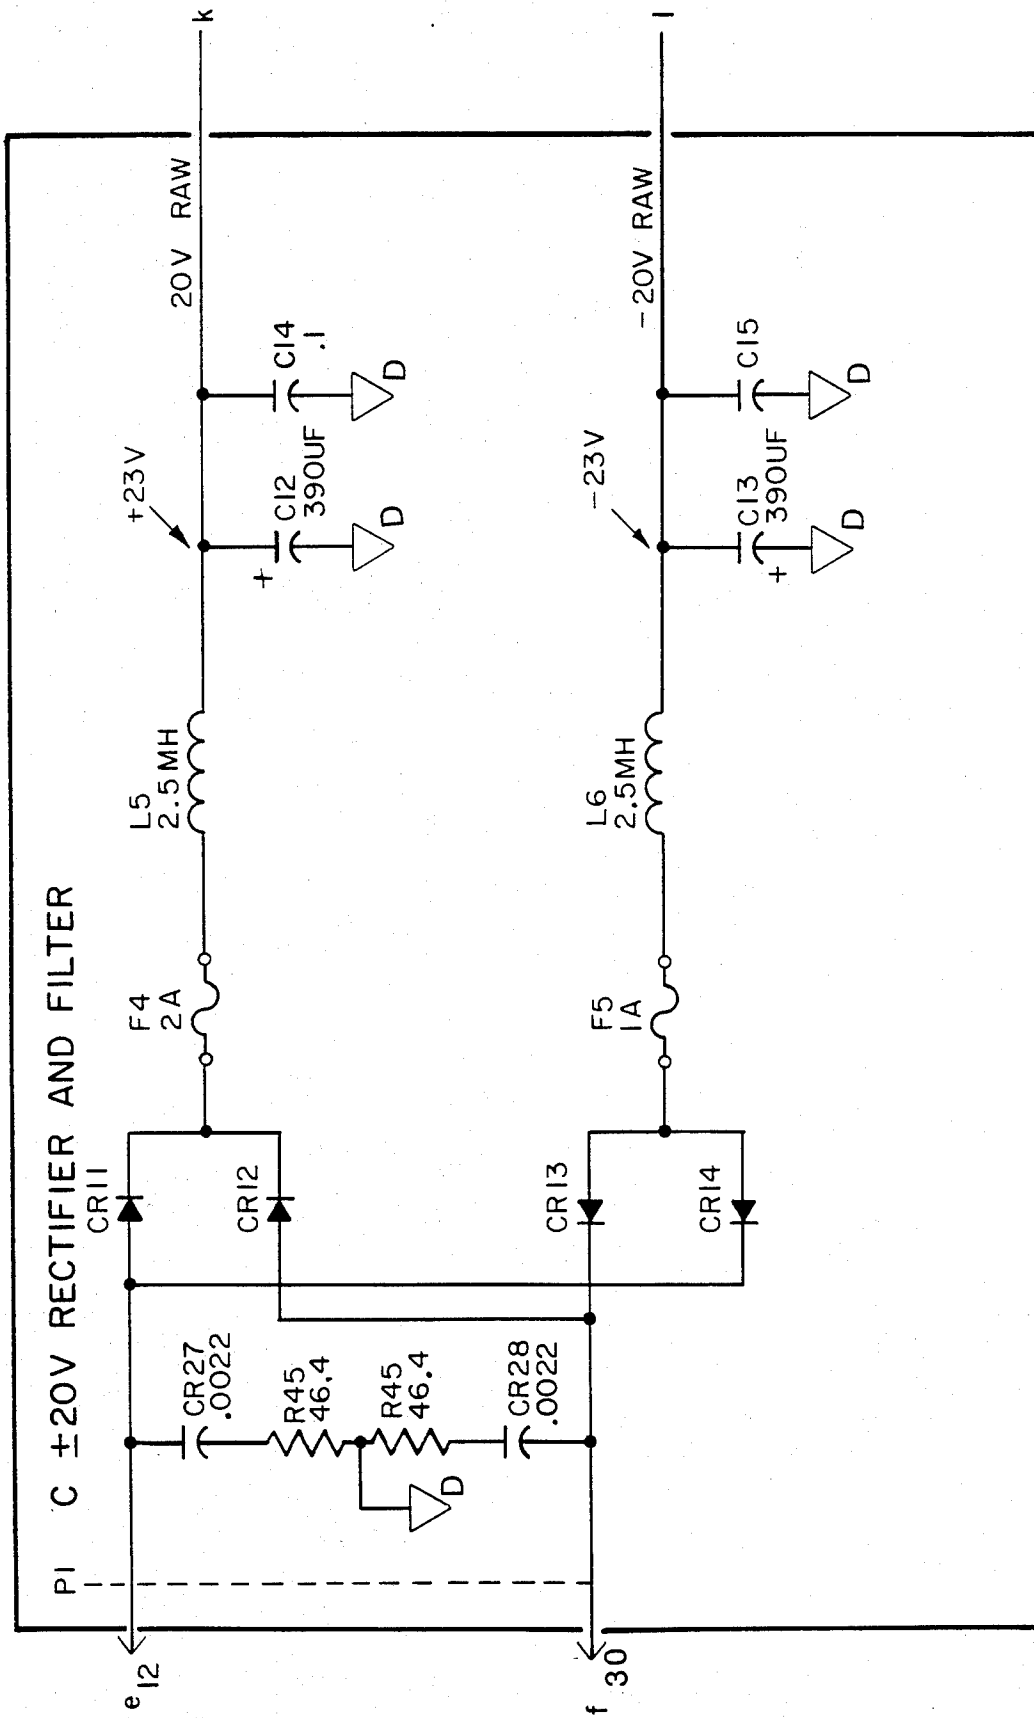 C ±20V RECTIFIER AND FILTER
P1
e
12
f
30
CR27
.0022
R45
46.4
R45
46.4
CR28
.0022
D
CR11
CR12
CR13
CR14
F4
2A
F5
1A
L5
2.5MH
L6
2.5MH
+23V
+
C12
390UF
D
C14
.1
D
20V RAW
k
-23V
+
C13
390UF
D
C15
D
-20V RAW
l